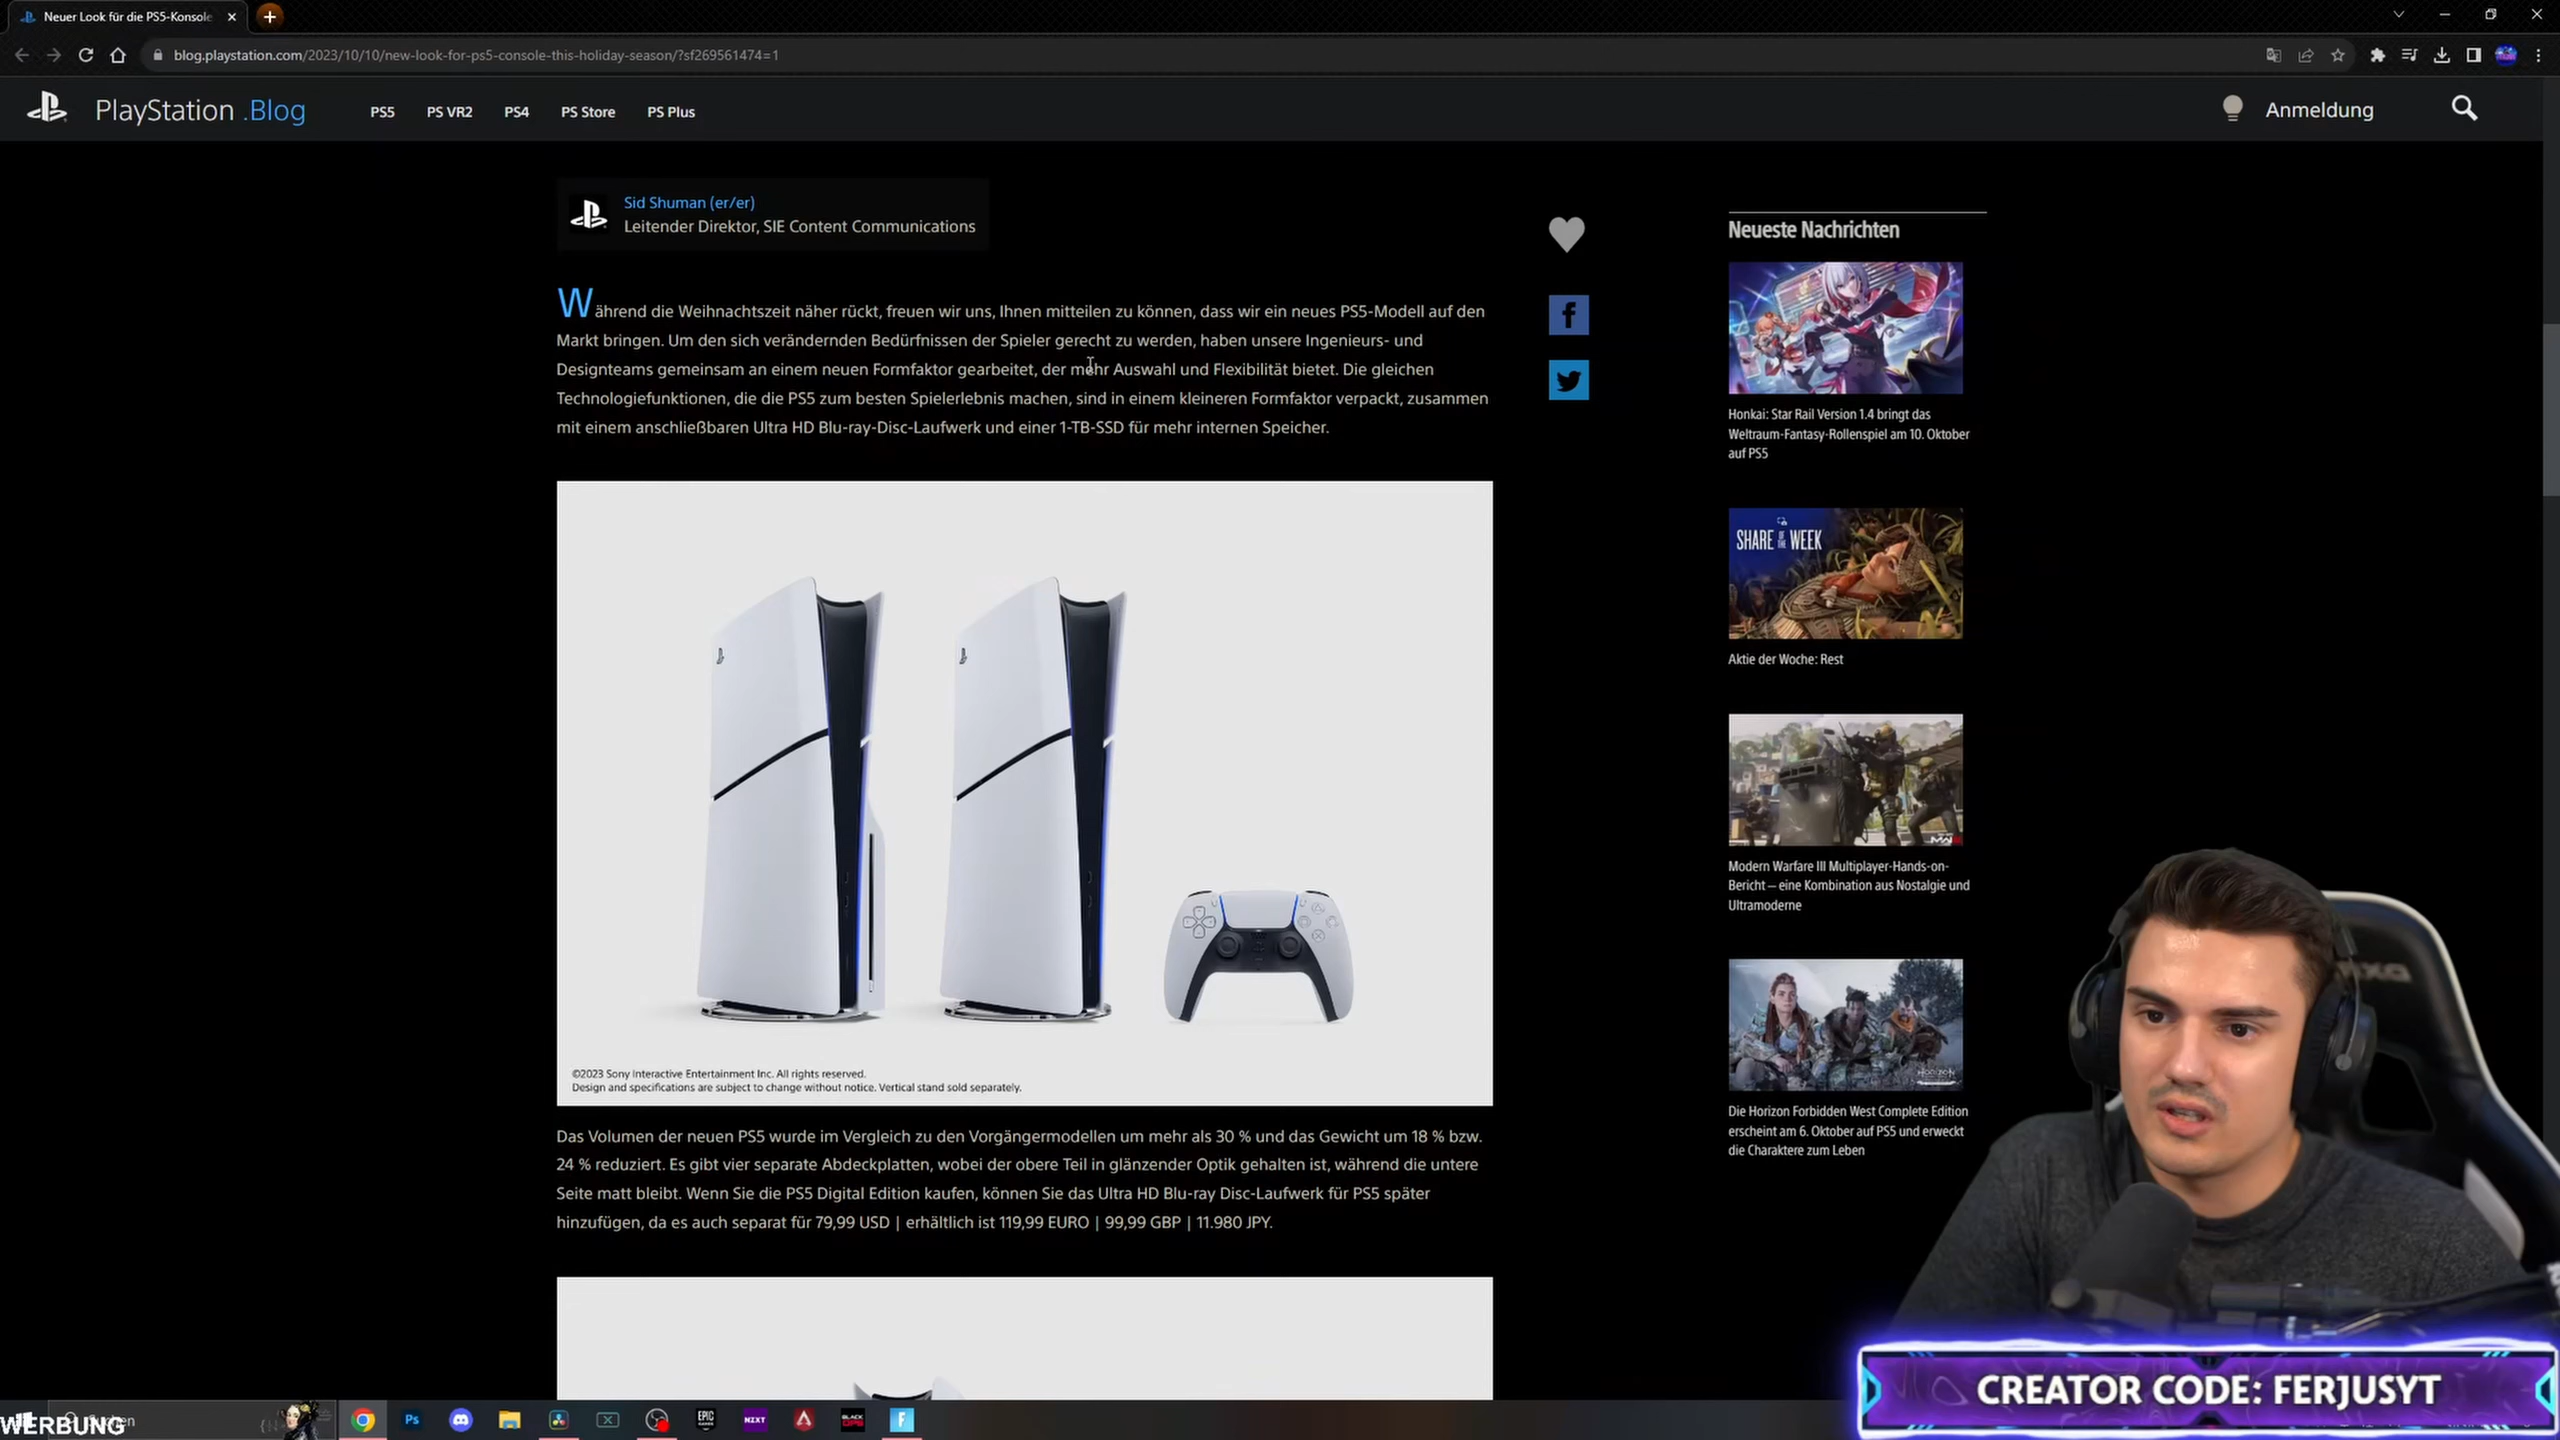 Neuer Look für die PS5-Konsole
blog.playstation.com/2023/10/10/new-look-for-ps5-console-this-holiday-season/?sf269561474=1
PlayStation .Blog
PS5
PS VR2
PS4
PS Store
PS Plus
Anmeldung
Sid Shuman (er/er)
Leitender Direktor, SIE Content Communications
Während die Weihnachtszeit näher rückt, freuen wir uns, Ihnen mitteilen zu können, dass wir ein neues PS5-Modell auf den
Markt bringen. Um den sich verändernden Bedürfnissen der Spieler gerecht zu werden, haben unsere Ingenieurs- und
Designteams gemeinsam an einem neuen Formfaktor gearbeitet, der mehr Auswahl und Flexibilität bietet. Die gleichen
Technologiefunktionen, die die PS5 zum besten Spielerlebnis machen, sind in einem kleineren Formfaktor verpackt, zusammen
mit einem anschließbaren Ultra HD Blu-ray-Disc-Laufwerk und einer 1-TB-SSD für mehr internen Speicher.
©2023 Sony Interactive Entertainment Inc. All rights reserved.
Design and specifications are subject to change without notice. Vertical stand sold separately.
Das Volumen der neuen PS5 wurde im Vergleich zu den Vorgängermodellen um mehr als 30 % und das Gewicht um 18 % bzw.
24 % reduziert. Es gibt vier separate Abdeckplatten, wobei der obere Teil in glänzender Optik gehalten ist, während die untere
Seite matt bleibt. Wenn Sie die PS5 Digital Edition kaufen, können Sie das Ultra HD Blu-ray Disc-Laufwerk für PS5 später
hinzufügen, da es auch separat für 79,99 USD | erhältlich ist 119,99 EURO | 99,99 GBP | 11.980 JPY.
Neueste Nachrichten
Honkai: Star Rail Version 1.4 bringt das
Weltraum-Fantasy-Rollenspiel am 10. Oktober
auf PS5
SHARE OF THE WEEK
Aktie der Woche: Rest
Modern Warfare III Multiplayer-Hands-on-
Bericht – eine Kombination aus Nostalgie und
Ultramoderne
HORIZON
Die Horizon Forbidden West Complete Edition
erscheint am 6. Oktober auf PS5 und erweckt
die Charaktere zum Leben
CREATOR CODE: FERJUSYT
WERBUNG
Ps
EPIC
GAMES
NZXT